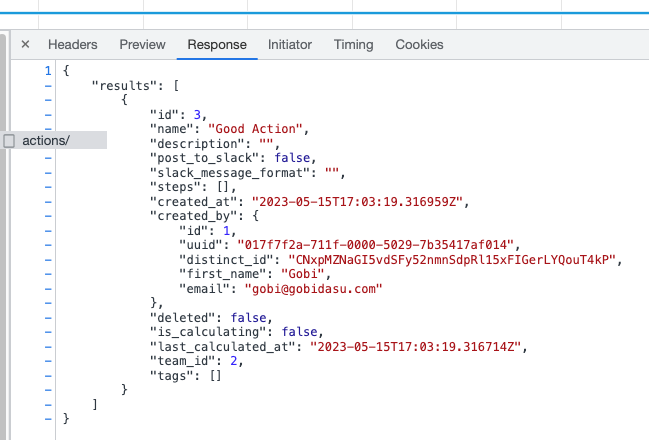 × Headers Preview Response Initiator Timing Cookies
actions/
1 {
- "results": [
- {
- "id": 3,
- "name": "Good Action",
- "description": "",
- "post_to_slack": false,
- "slack_message_format": "",
- "steps": [],
- "created_at": "2023-05-15T17:03:19.316959Z",
- "created_by": {
- "id": 1,
- "uuid": "017f7f2a-711f-0000-5029-7b35417af014",
- "distinct_id": "CNxpMZNaGI5vdSFy52nmnSdpRl15xFIGerLYQouT4kP",
- "first_name": "Gobi",
- "email": "gobi@gobidasu.com"
- },
- "deleted": false,
- "is_calculating": false,
- "last_calculated_at": "2023-05-15T17:03:19.316714Z",
- "team_id": 2,
- "tags": []
- }
- ]
- }